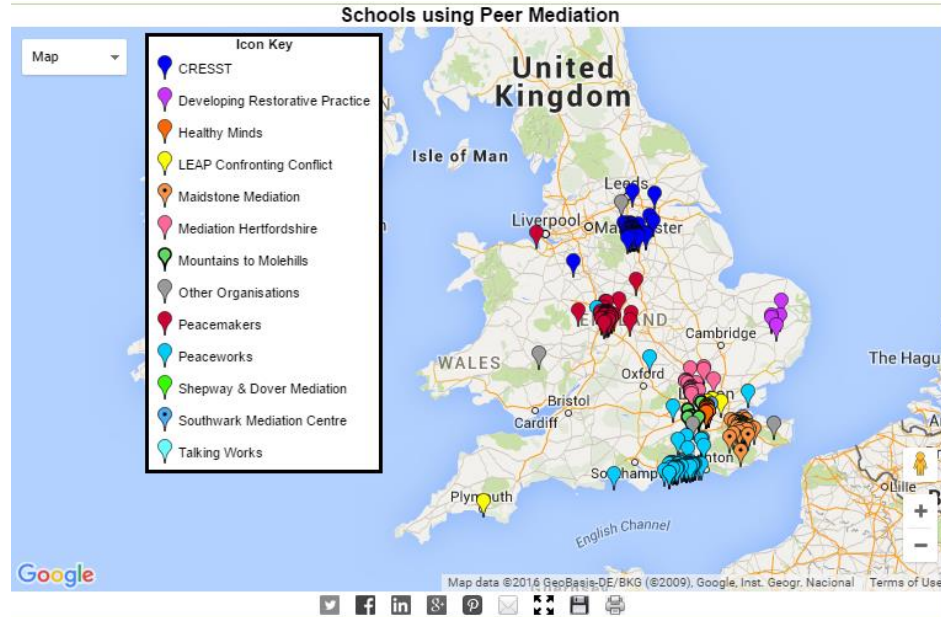 Schools using Peer Mediation
Map
Icon Key
CRESST
Developing Restorative Practice
Healthy Minds
LEAP Confronting Conflict
Maidstone Mediation
Mediation Hertfordshire
Mountains to Molehills
Other Organisations
Peacemakers
Peaceworks
Shepway & Dover Mediation
Southwark Mediation Centre
Talking Works
United
Kingdom
Isle of Man
Leeds
Liverpool
WALES
Cambridge
Oxford
The Hagu
Bristol
Cardiff
Plymouth
English Channel
Lille
Google
Map data ©2016 GeoBasis-DE/BKG (©2009), Google, Inst. Geogr. Nacional
Terms of Use